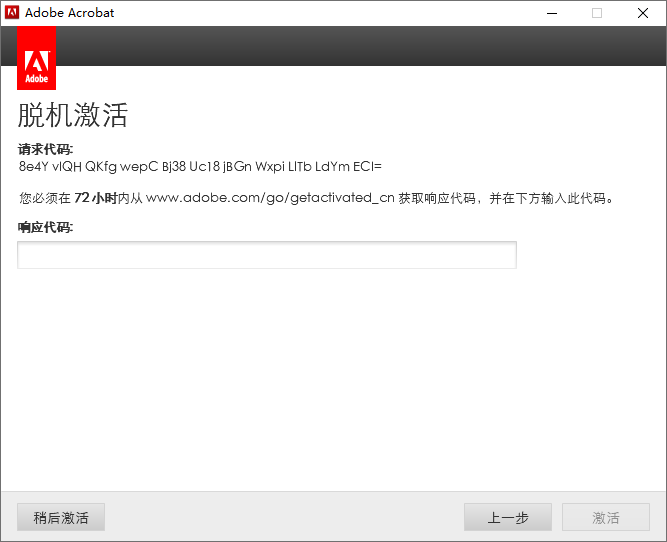 Adobe Acrobat
Adobe
脱机激活
请求代码:
8e4Y vIQH QKfg wepC Bj38 Uc18 jBGn Wxpi LITb LdYm ECI=
您必须在 72 小时内从 www.adobe.com/go/getactivated_cn 获取响应代码，并在下方输入此代码。
响应代码:
稍后激活 上一步 激活